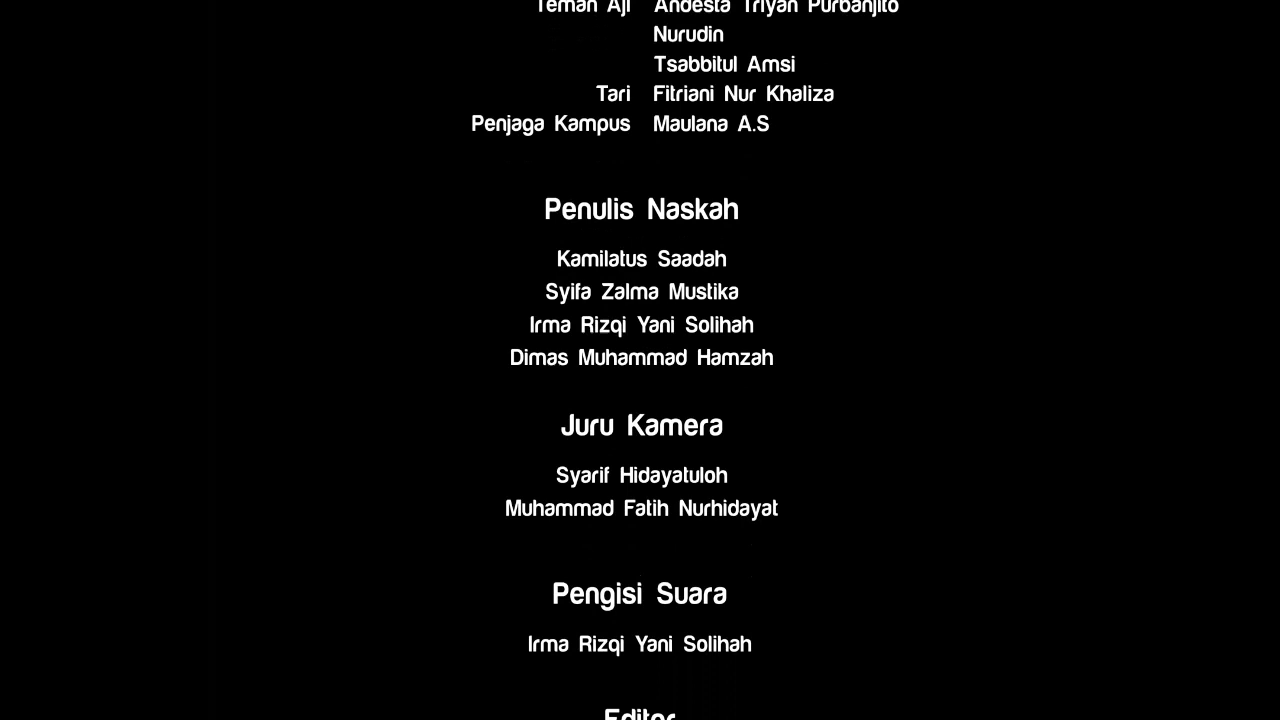 Teman Aji Andesta Triyan Purbanjito
Nurudin
Tsabbitul Amsi
Tari Fitriani Nur Khaliza
Penjaga Kampus Maulana A.S
Penulis Naskah
Kamilatus Saadah
Syifa Zalma Mustika
Irma Rizqi Yani Solihah
Dimas Muhammad Hamzah
Juru Kamera
Syarif Hidayatuloh
Muhammad Fatih Nurhidayat
Pengisi Suara
Irma Rizqi Yani Solihah
Editor